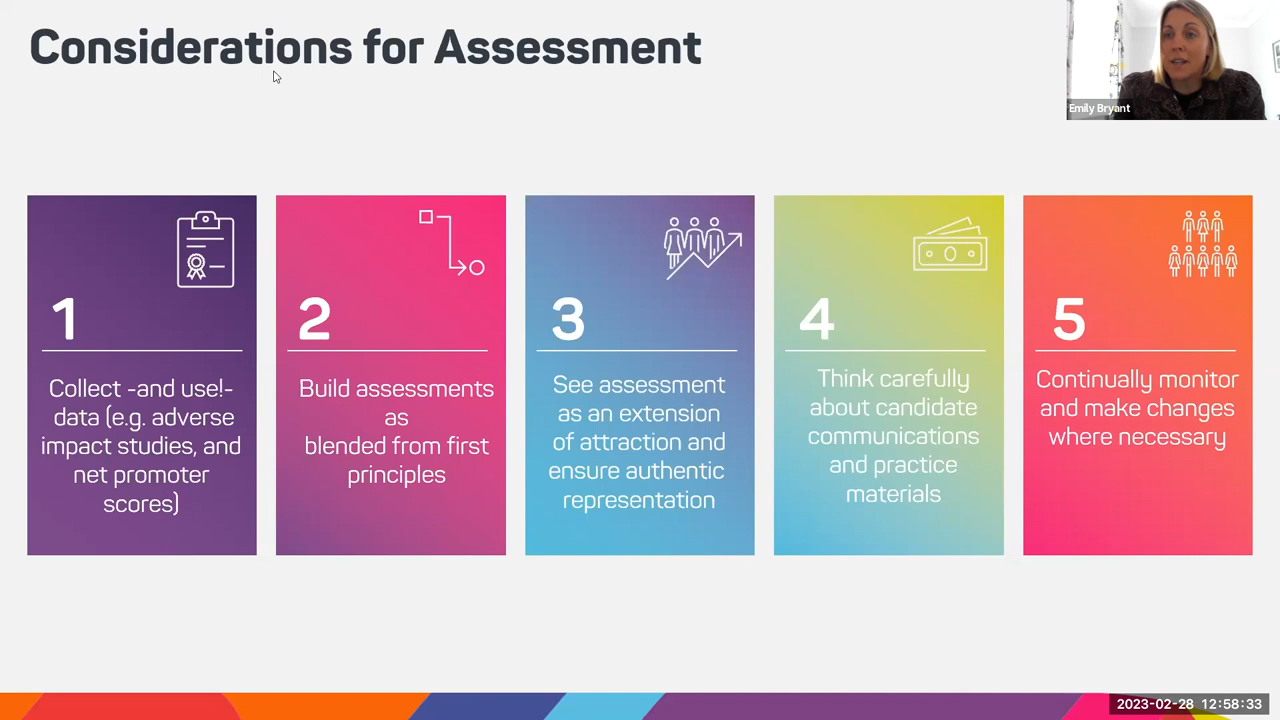 Considerations for Assessment
Emily Bryant
1
Collect -and use!-
data (e.g. adverse
impact studies, and
net promoter
scores)
2
Build assessments
as
blended from first
principles
3
See assessment
as an extension
of attraction and
ensure authentic
representation
4
Think carefully
about candidate
communications
and practice
materials
5
Continually monitor
and make changes
where necessary
2023-02-28 12:58:33